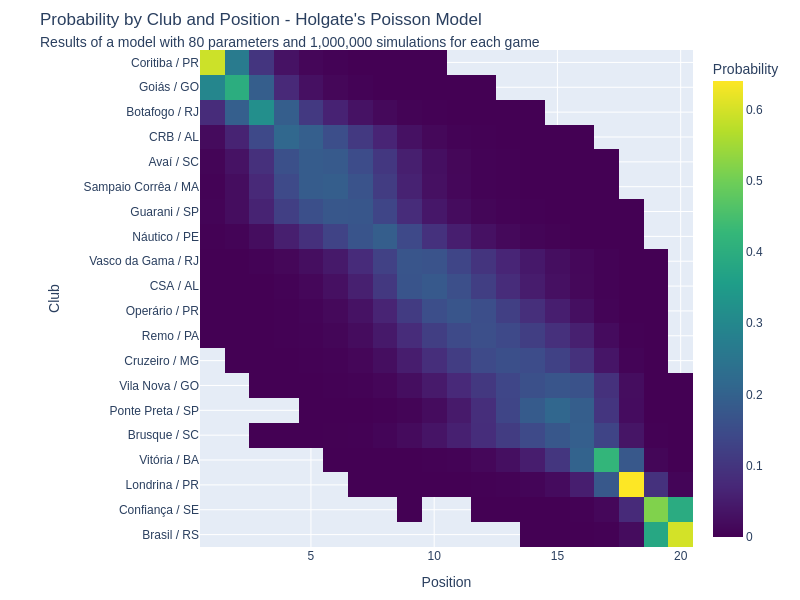 Probability by Club and Position - Holgate's Poisson Model
Results of a model with 80 parameters and 1,000,000 simulations for each game
Probability
Coritiba / PR
Goiás / GO
Botafogo / RJ
CRB / AL
Avaí / SC
Sampaio Corrêa / MA
Guarani / SP
Náutico / PE
Vasco da Gama / RJ
CSA / AL
Operário / PR
Remo / PA
Cruzeiro / MG
Vila Nova / GO
Ponte Preta / SP
Brusque / SC
Vitória / BA
Londrina / PR
Confiança / SE
Brasil / RS
Club
5
10
15
20
Position
0.6
0.5
0.4
0.3
0.2
0.1
0